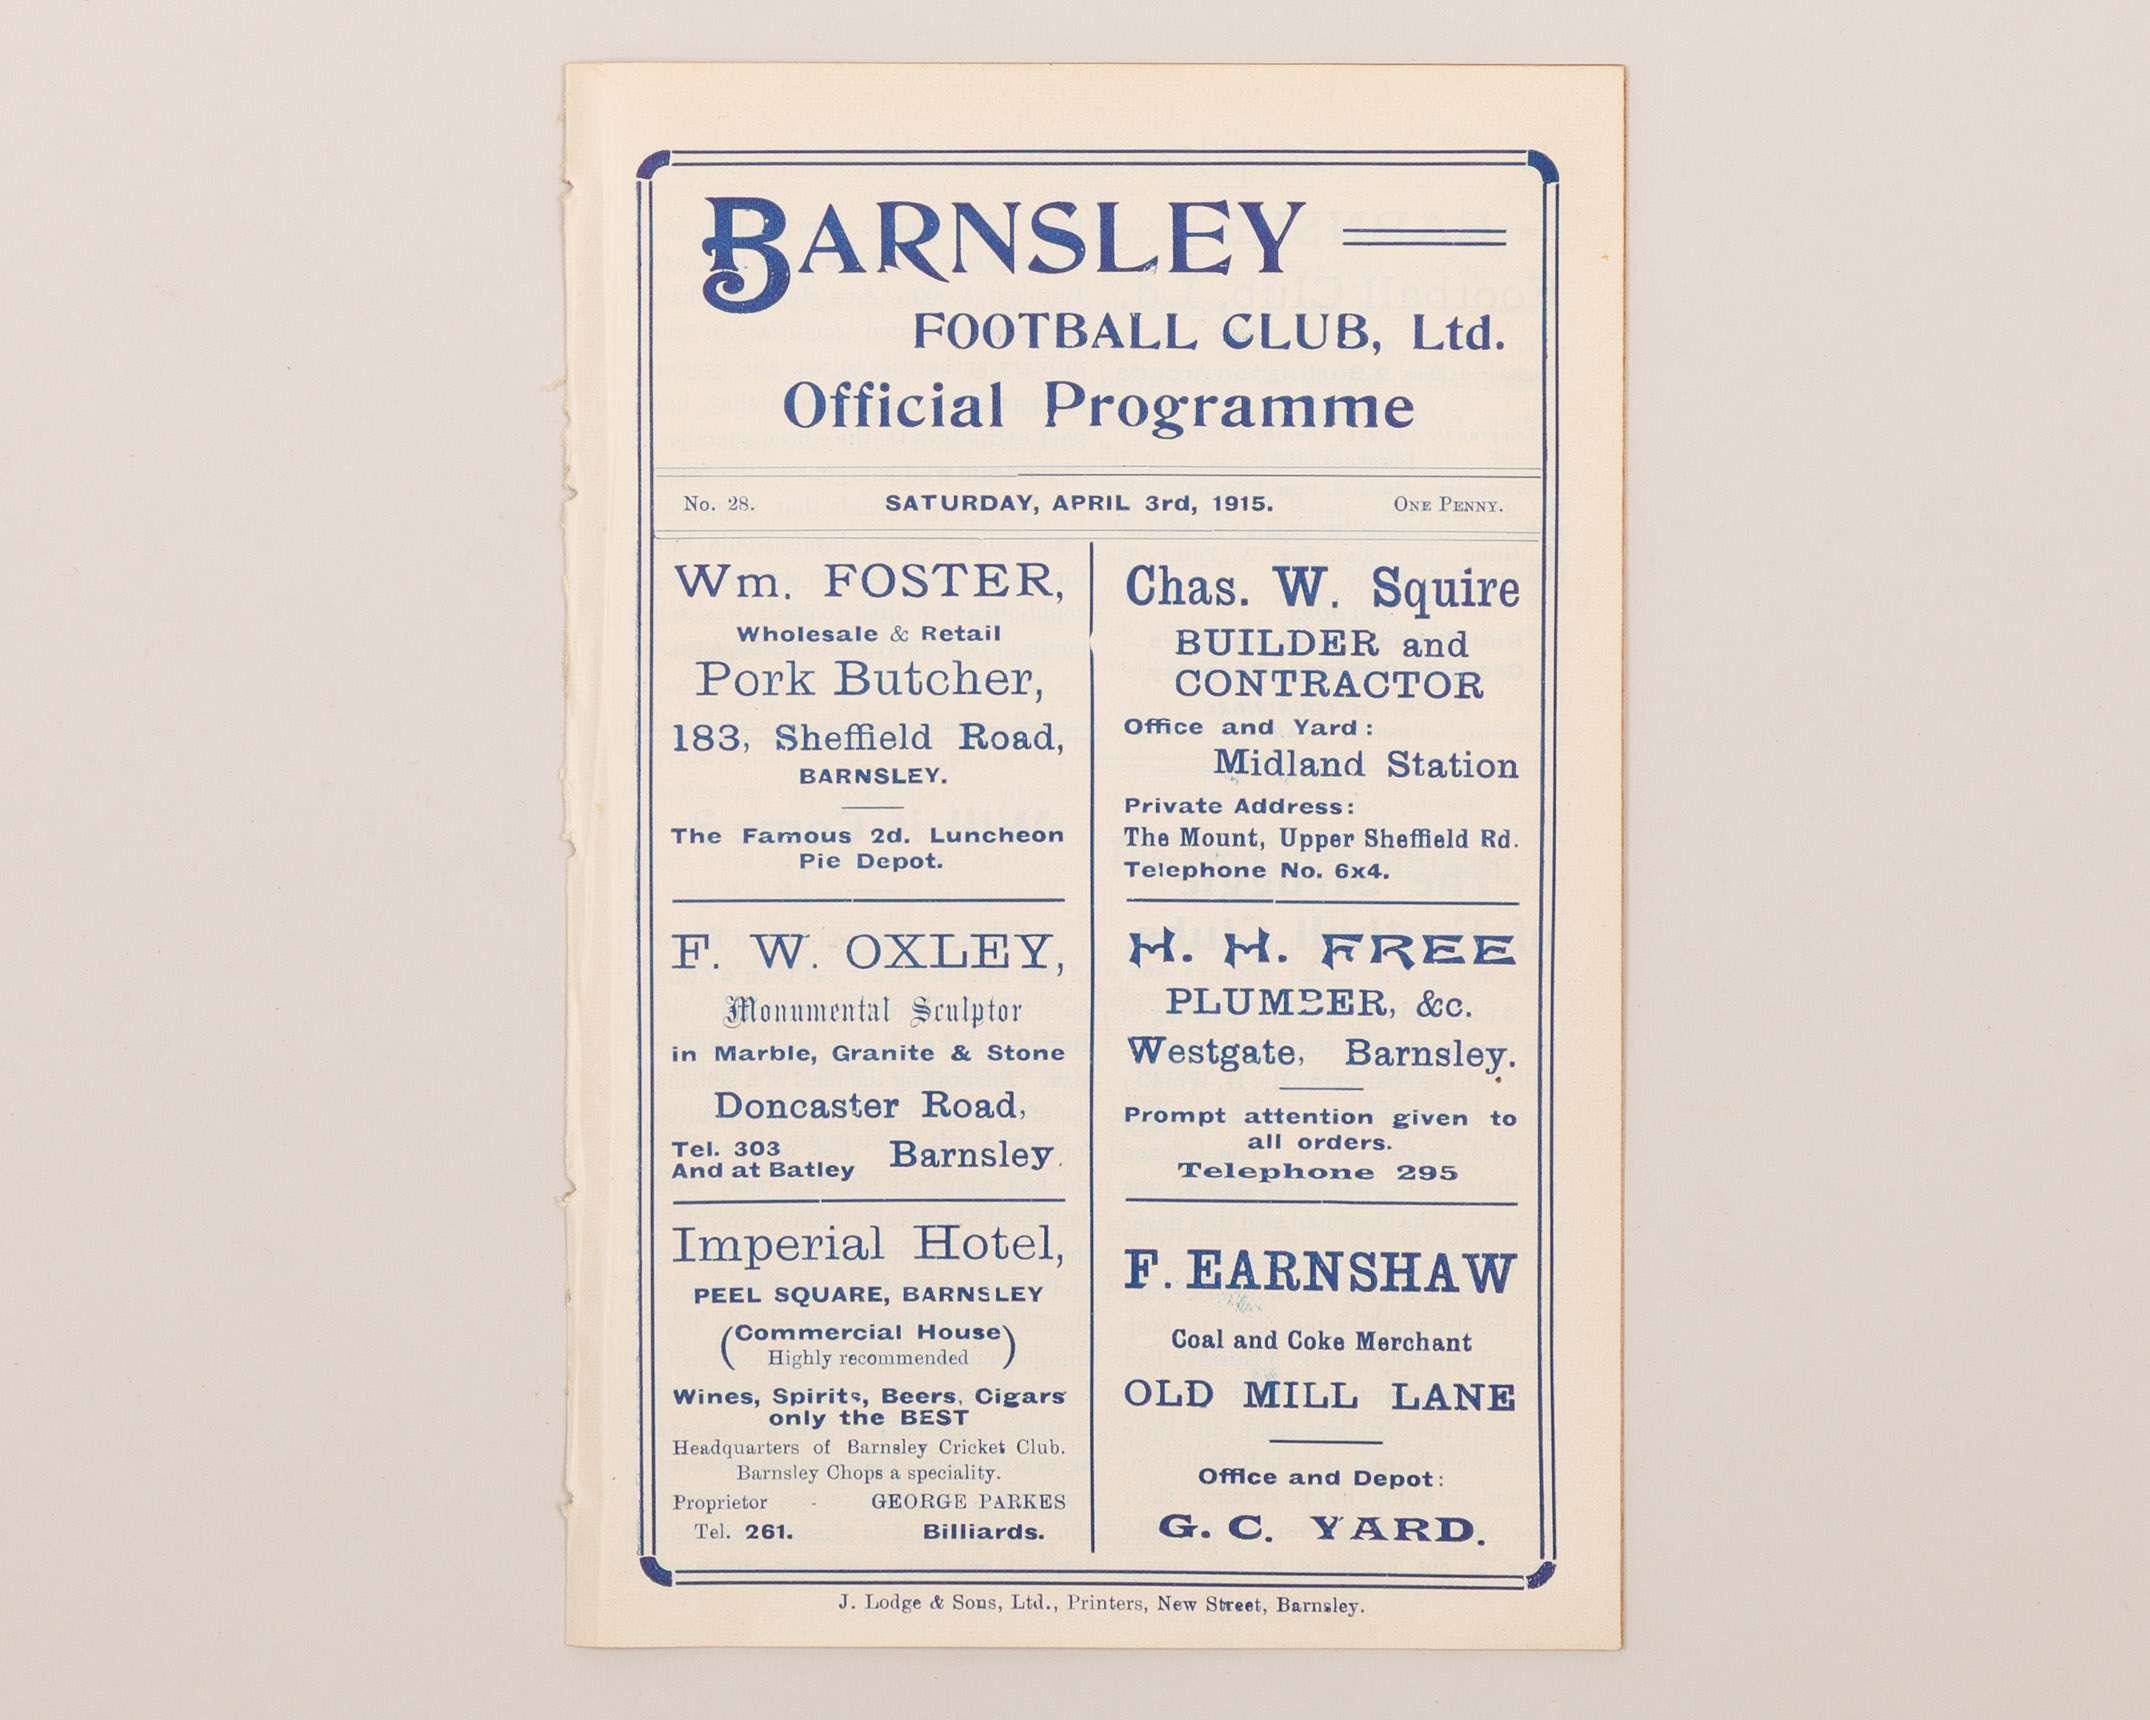 BARNSLEY
FOOTBALL CLUB, Ltd.
Official Programme
No. 28. SATURDAY, APRIL 3rd, 1915. ONE PENNY.
Wm. FOSTER,
Wholesale & Retail
Pork Butcher,
183, Sheffield Road,
BARNSLEY.
The Famous 2d. Luncheon
Pie Depot.
F. W. OXLEY,
Monumental Sculptor
in Marble, Granite & Stone
Doncaster Road,
Tel. 303
And at Batley Barnsley.
Imperial Hotel,
PEEL SQUARE, BARNSLEY
(Commercial House
Highly recommended)
Wines, Spirits, Beers, Cigars
only the BEST
Headquarters of Barnsley Cricket Club.
Barnsley Chops a speciality.
Proprietor - GEORGE PARKES
Tel. 261. Billiards.
Chas. W. Squire
BUILDER and
CONTRACTOR
Office and Yard:
Midland Station
Private Address:
The Mount, Upper Sheffield Rd.
Telephone No. 6x4.
H. H. FREE
PLUMBER, &c.
Westgate, Barnsley.
Prompt attention given to
all orders.
Telephone 295
F. EARNSHAW
Coal and Coke Merchant
OLD MILL LANE
Office and Depot:
G. C. YARD.
J. Lodge & Sons, Ltd., Printers, New Street, Barnsley.